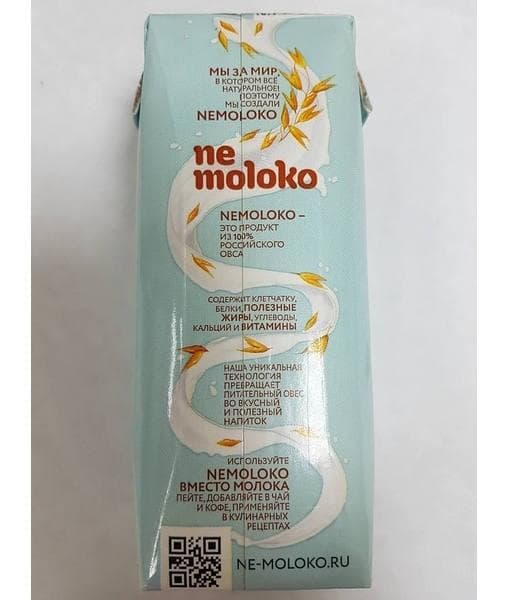 МЫ ЗА МИР,
В КОТОРОМ ВСЕ
НАТУРАЛЬНОЕ!
ПОЭТОМУ
МЫ СОЗДАЛИ
NEMOLOKO
ne
moloko
NEMOLOKO –
ЭТО ПРОДУКТ
ИЗ 100%
РОССИЙСКОГО
ОВСА
СОДЕРЖИТ КЛЕТЧАТКУ,
БЕЛКИ, ПОЛЕЗНЫЕ
ЖИРЫ, УГЛЕВОДЫ,
КАЛЬЦИЙ И ВИТАМИНЫ
НАША УНИКАЛЬНАЯ
ТЕХНОЛОГИЯ
ПРЕВРАЩАЕТ
ПИТАТЕЛЬНЫЙ ОВЕС
ВО ВКУСНЫЙ
И ПОЛЕЗНЫЙ
НАПИТОК
ИСПОЛЬЗУЙТЕ
NEMOLOKO
ВМЕСТО МОЛОКА
ПЕЙТЕ, ДОБАВЛЯЙТЕ В ЧАЙ
И КОФЕ, ПРИМЕНЯЙТЕ
В КУЛИНАРНЫХ
РЕЦЕПТАХ
NE-MOLOKO.RU